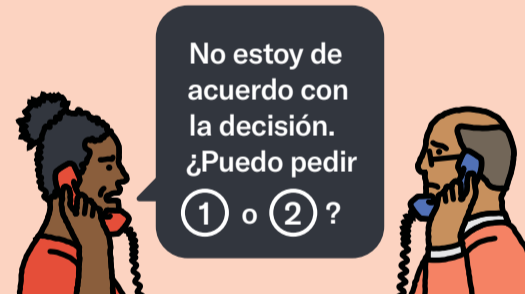 No estoy de
acuerdo con
la decisión.
¿Puedo pedir
1 o 2 ?